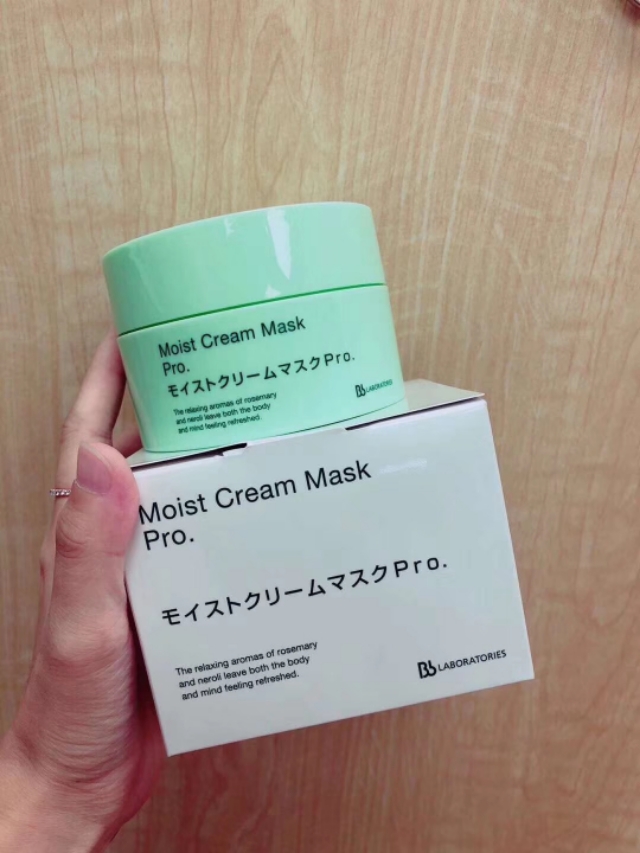 Moist Cream Mask
Pro.
モイストクリームマスクPro.
The relaxing aromas of rosemary
and neroli leave both the body
and mind feeling refreshed.
Bb LABORATORIES
Moist Cream Mask
Pro.
モイストクリームマスクPro.
The relaxing aromas of rosemary
and neroli leave both the body
and mind feeling refreshed.
Bb LABORATORIES